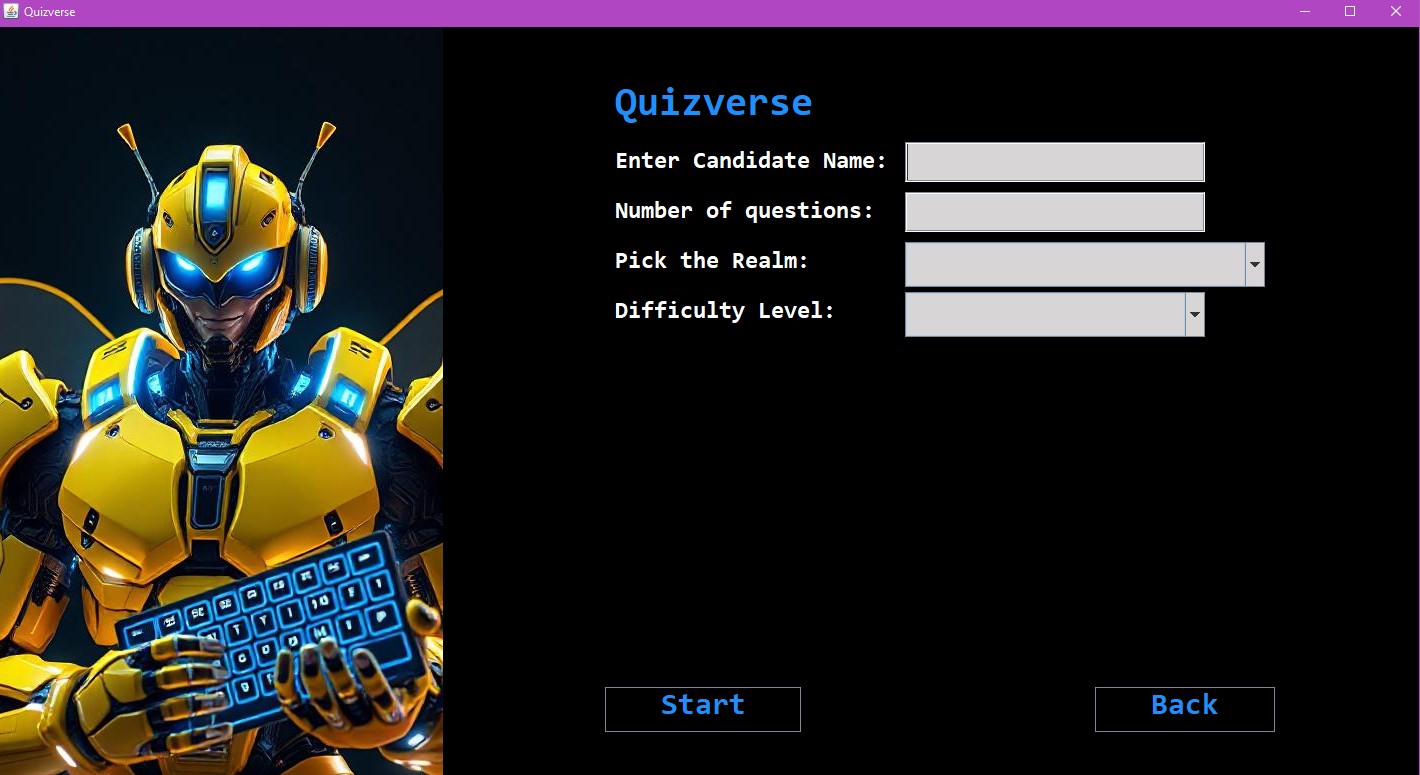 Quizverse
Quizverse
Enter Candidate Name:
Number of questions:
Pick the Realm:
Difficulty Level:
Start
Back